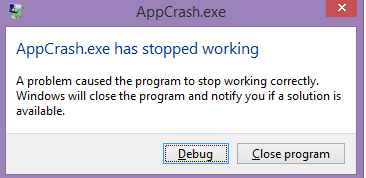 AppCrash.exe
AppCrash.exe has stopped working
A problem caused the program to stop working correctly.
Windows will close the program and notify you if a solution is
available.
Debug
Close program